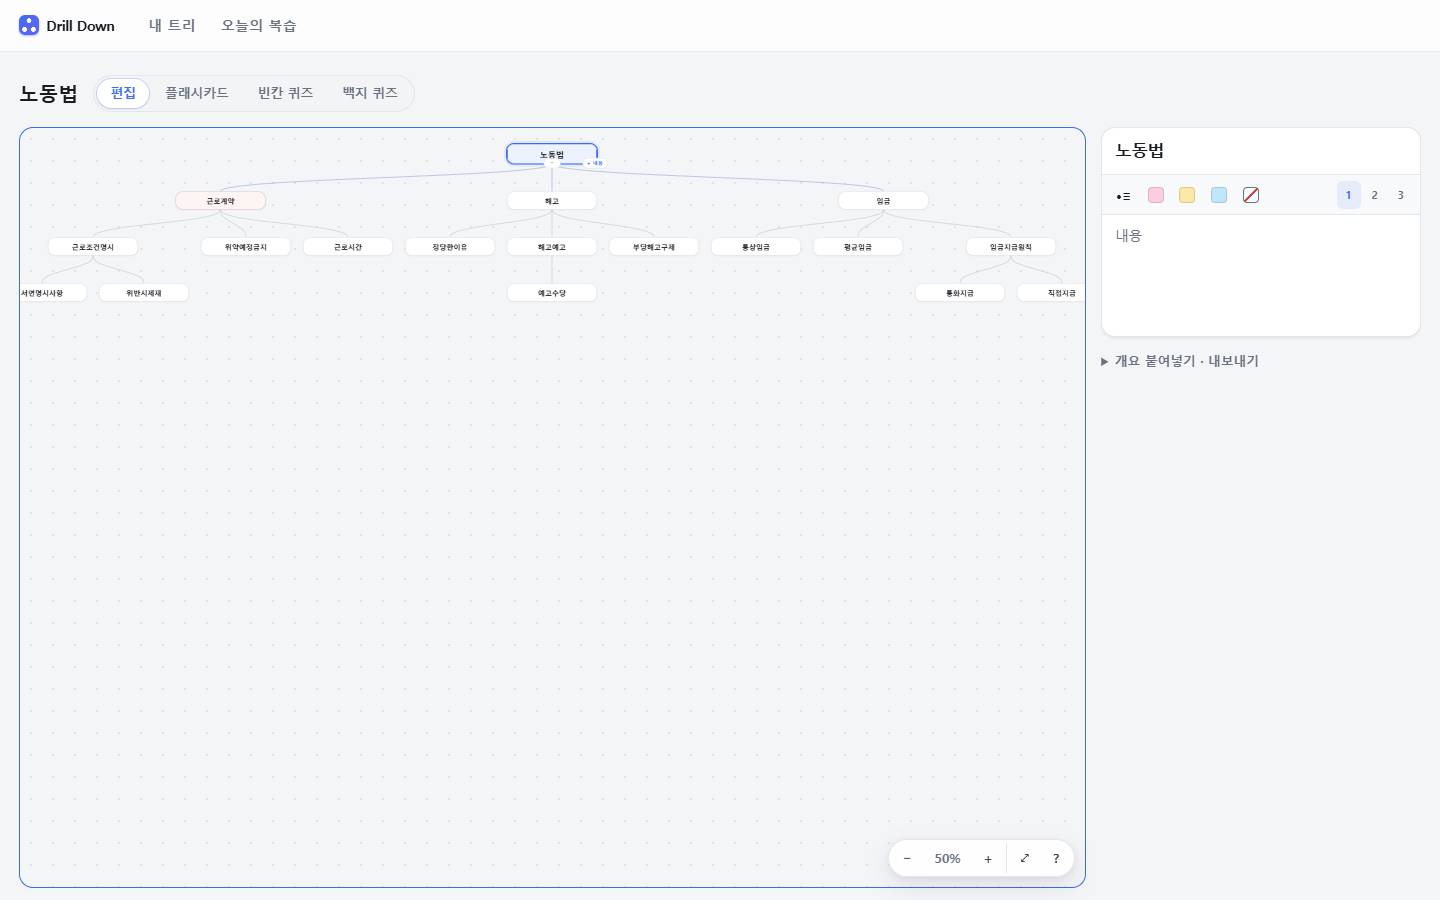 Drill Down
내 트리
오늘의 복습
노동법
편집
플래시카드
빈칸 퀴즈
백지 퀴즈
노동법
+ 내용
근로계약
해고
임금
근로조건명시
위약예정금지
근로시간
정당한이유
해고예고
부당해고구제
통상임금
평균임금
임금지급원칙
서면명시사항
위반시제재
예고수당
통화지급
직접지급
노동법
1 2 3
내용
▶ 개요 붙여넣기 · 내보내기
− 50% + ?